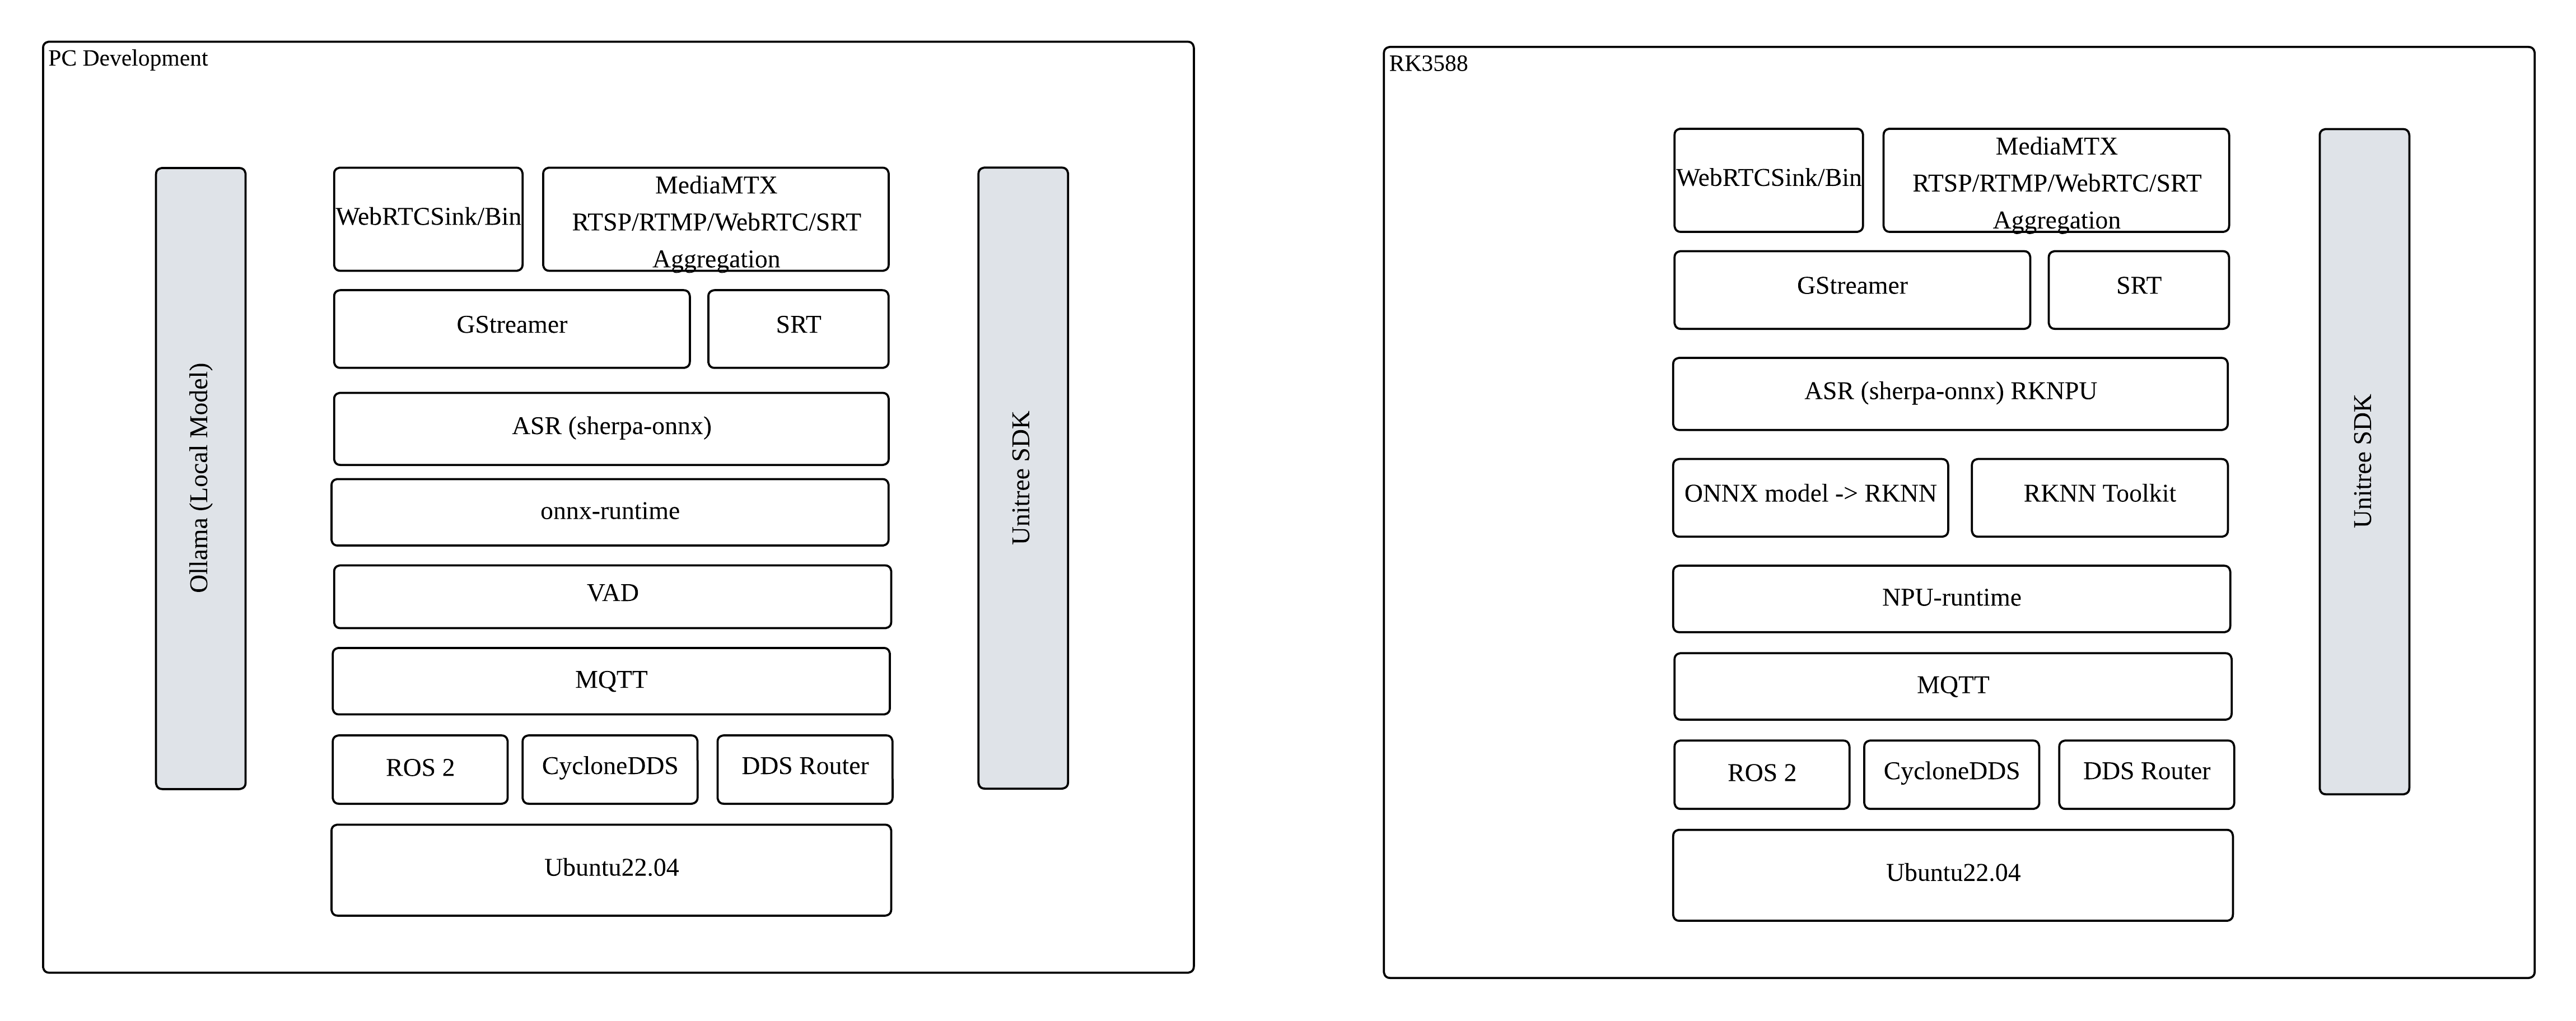 PC Development
Ollama (Local Model)
WebRTCSink/Bin
MediaMTX
RTSP/RTMP/WebRTC/SRT
Aggregation
GStreamer
SRT
ASR (sherpa-onnx)
onnx-runtime
VAD
MQTT
ROS 2
CycloneDDS
DDS Router
Ubuntu22.04
Unitree SDK
RK3588
WebRTCSink/Bin
MediaMTX
RTSP/RTMP/WebRTC/SRT
Aggregation
GStreamer
SRT
ASR (sherpa-onnx) RKNPU
ONNX model -> RKNN
RKNN Toolkit
NPU-runtime
MQTT
ROS 2
CycloneDDS
DDS Router
Ubuntu22.04
Unitree SDK